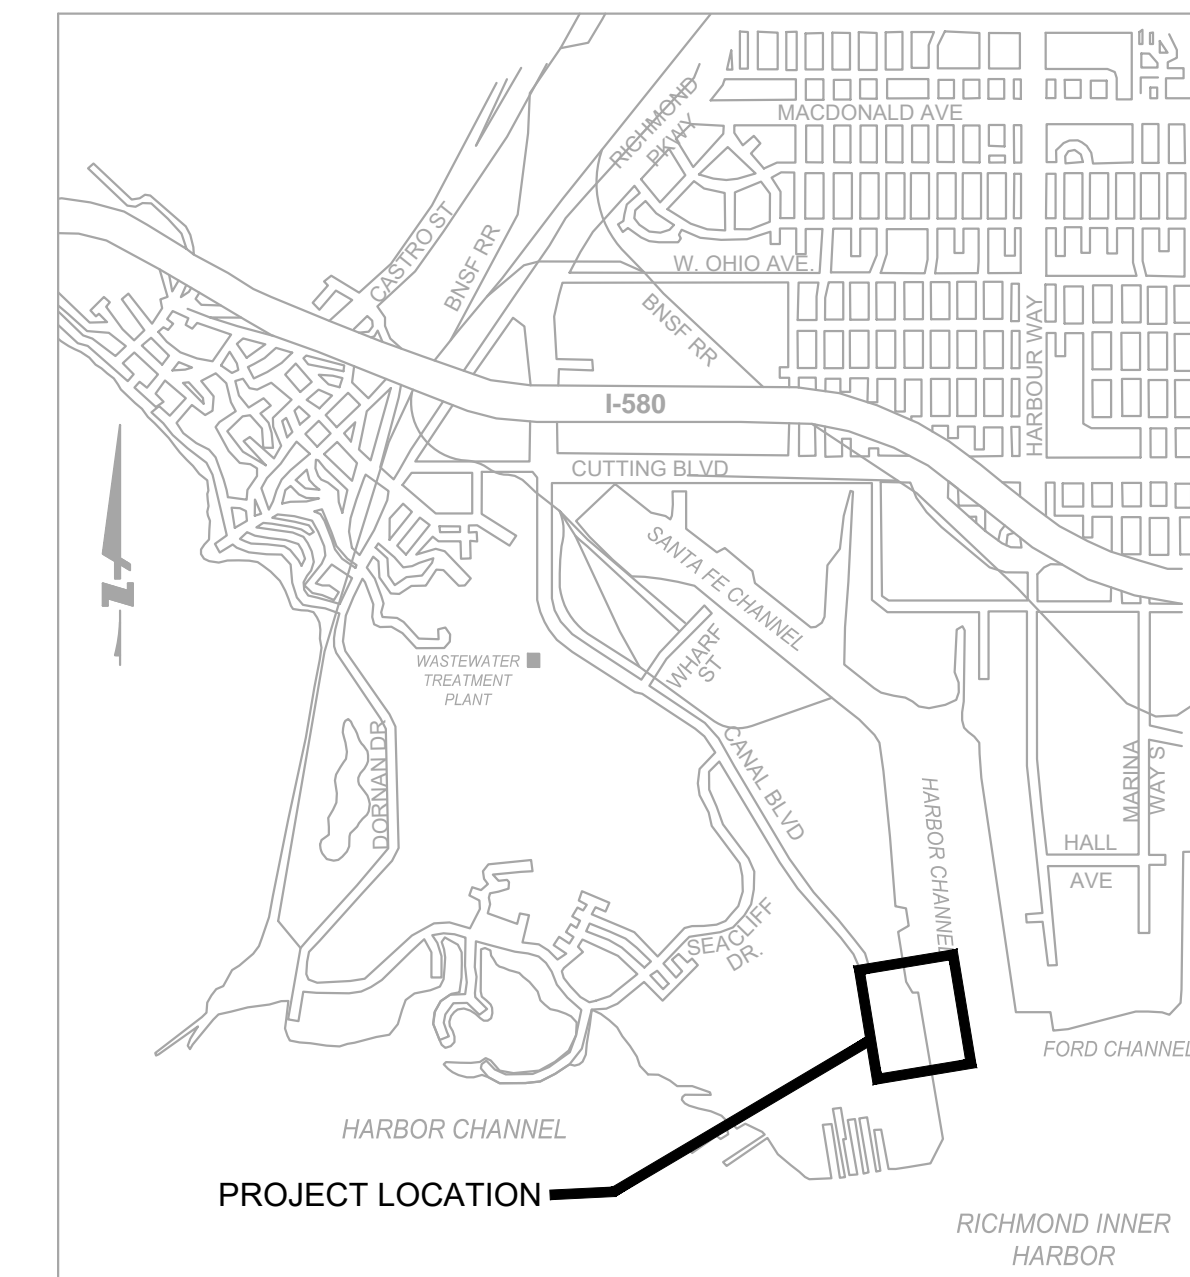 MACDONALD AVE
RICHMOND
PKWY
CASTRO ST
BNSF RR
W. OHIO AVE.
BNSF RR
HARBOUR WAY
I-580
CUTTING BLVD
SANTA FE CHANNEL
WHARF
ST
WASTEWATER
TREATMENT
PLANT
DORNAN DR
CANAL BLVD
HARBOR CHANNEL
MARINA
WAY S
HALL
AVE
SEACLIFF
DR.
FORD CHANNEL
HARBOR CHANNEL
PROJECT LOCATION
RICHMOND INNER
HARBOR
Z